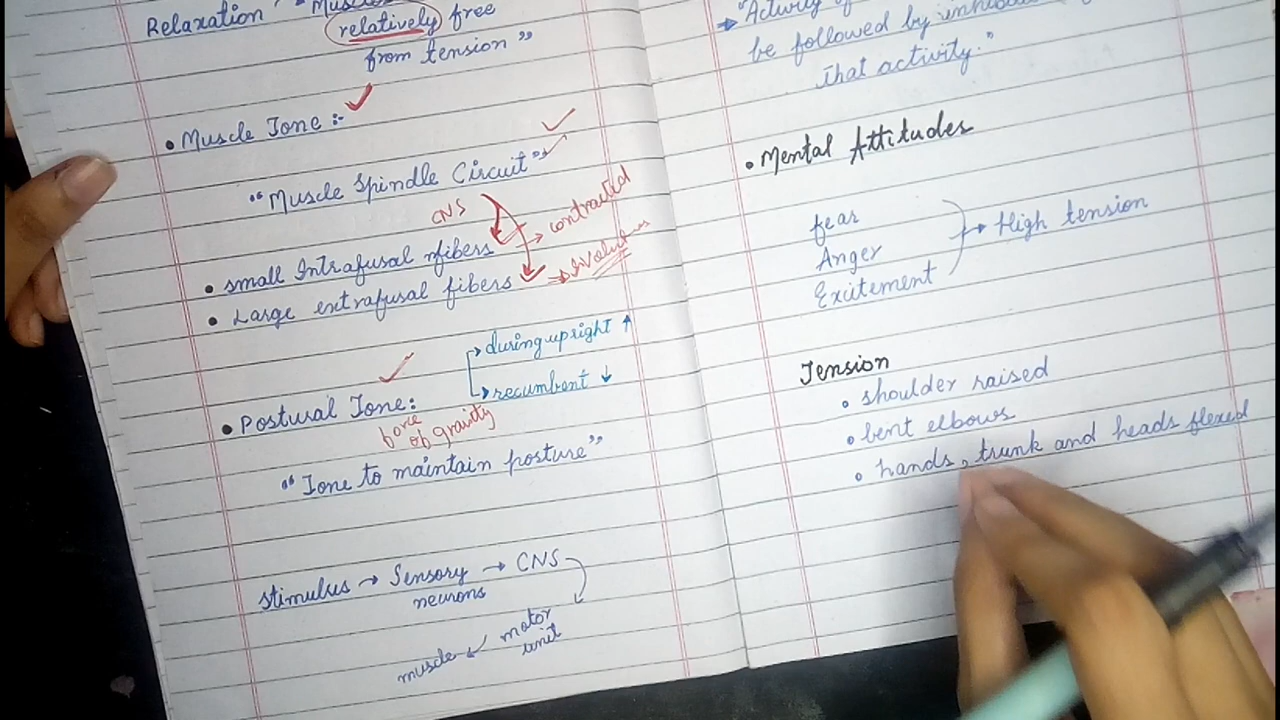 Relaxation "Muscles
relatively free
from tension"
• Muscle Tone :-
"Muscle Spindle Circuit"
CNS
contracted
• small Intrafusal fibers
• Large extrafusal fibers
during upright ↑
recumbent ↓
• Postural Tone:
force of gravity
"Tone to maintain posture"
stimulus → Sensory neurons → CNS
motor unit
muscle
→ "Activity of
be followed by
that activity."
• Mental Attitudes
fear
Anger → High tension
Excitement
Tension
• shoulder raised
• bent elbows
• hands, trunk and heads flexed